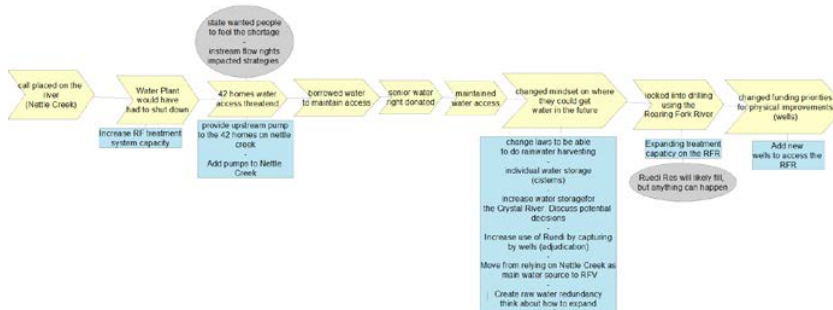 state wanted people
to feel the shortage
-
instream flow rights
impacted strategies
call placed on the
river
(Nettle Creek)
Water Plant
would have
had to shut down
42 homes water
access threatend
borrowed water
to maintain access
senior water
right donated
maintained
water access
changed mindset on where
they could get
water in the future
looked into drilling
using the
Roaring Fork River
changed funding priorities
for physical improvements
(wells)
Increase RF treatment
system capacity
provide upstream pump
to the 42 homes on nettle
creek
-
Add pumps to Nettle
Creek
change laws to be able
to do rainwater harvesting
-
individual water storage
(cisterns)
-
Increase water storagefor
the Crystal River. Discuss potential
decisions
-
Increase use of Ruedi by capturing
by wells (adjudication)
-
Move from relying on Nettle Creek as
main water source to RFV
-
Create raw water redundancy
think about how to expand
Expanding treatment
capaticy on the RFR
Ruedi Res will likely fill,
but anything can happen
Add new
wells to access the
RFR